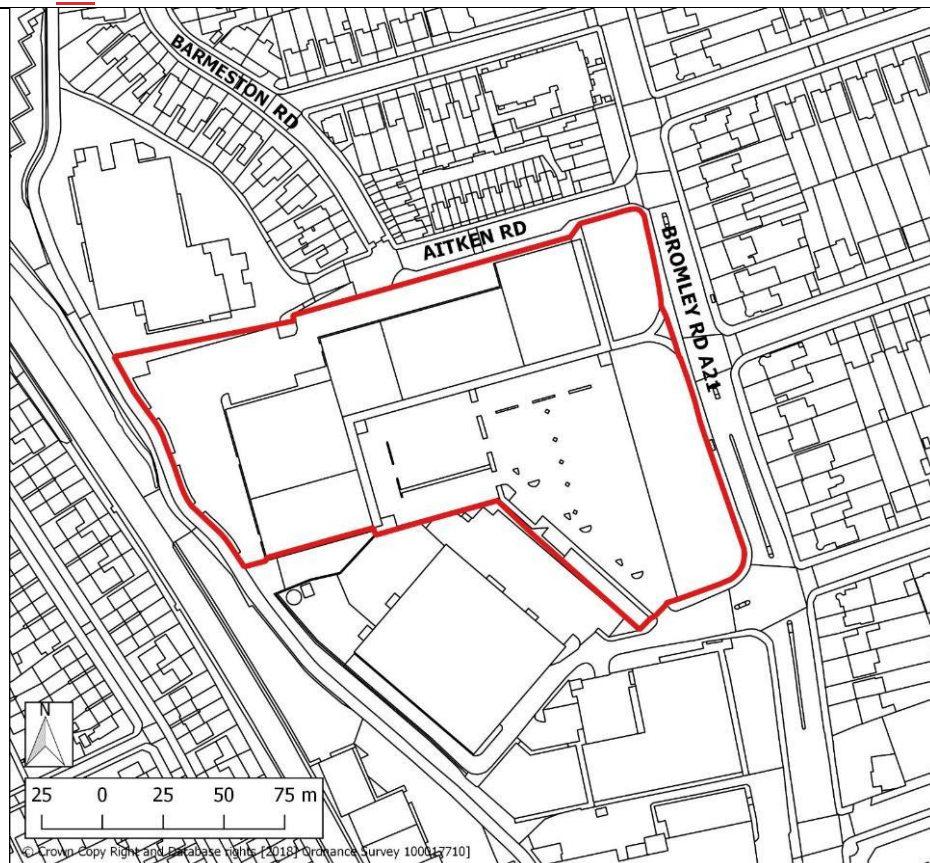 BARMESTON RD
AITKEN RD
BROMLEY RD A21
N
25 0 25 50 75 m
© Crown Copy Right and Database rights [2018] Ordnance Survey 100017710]